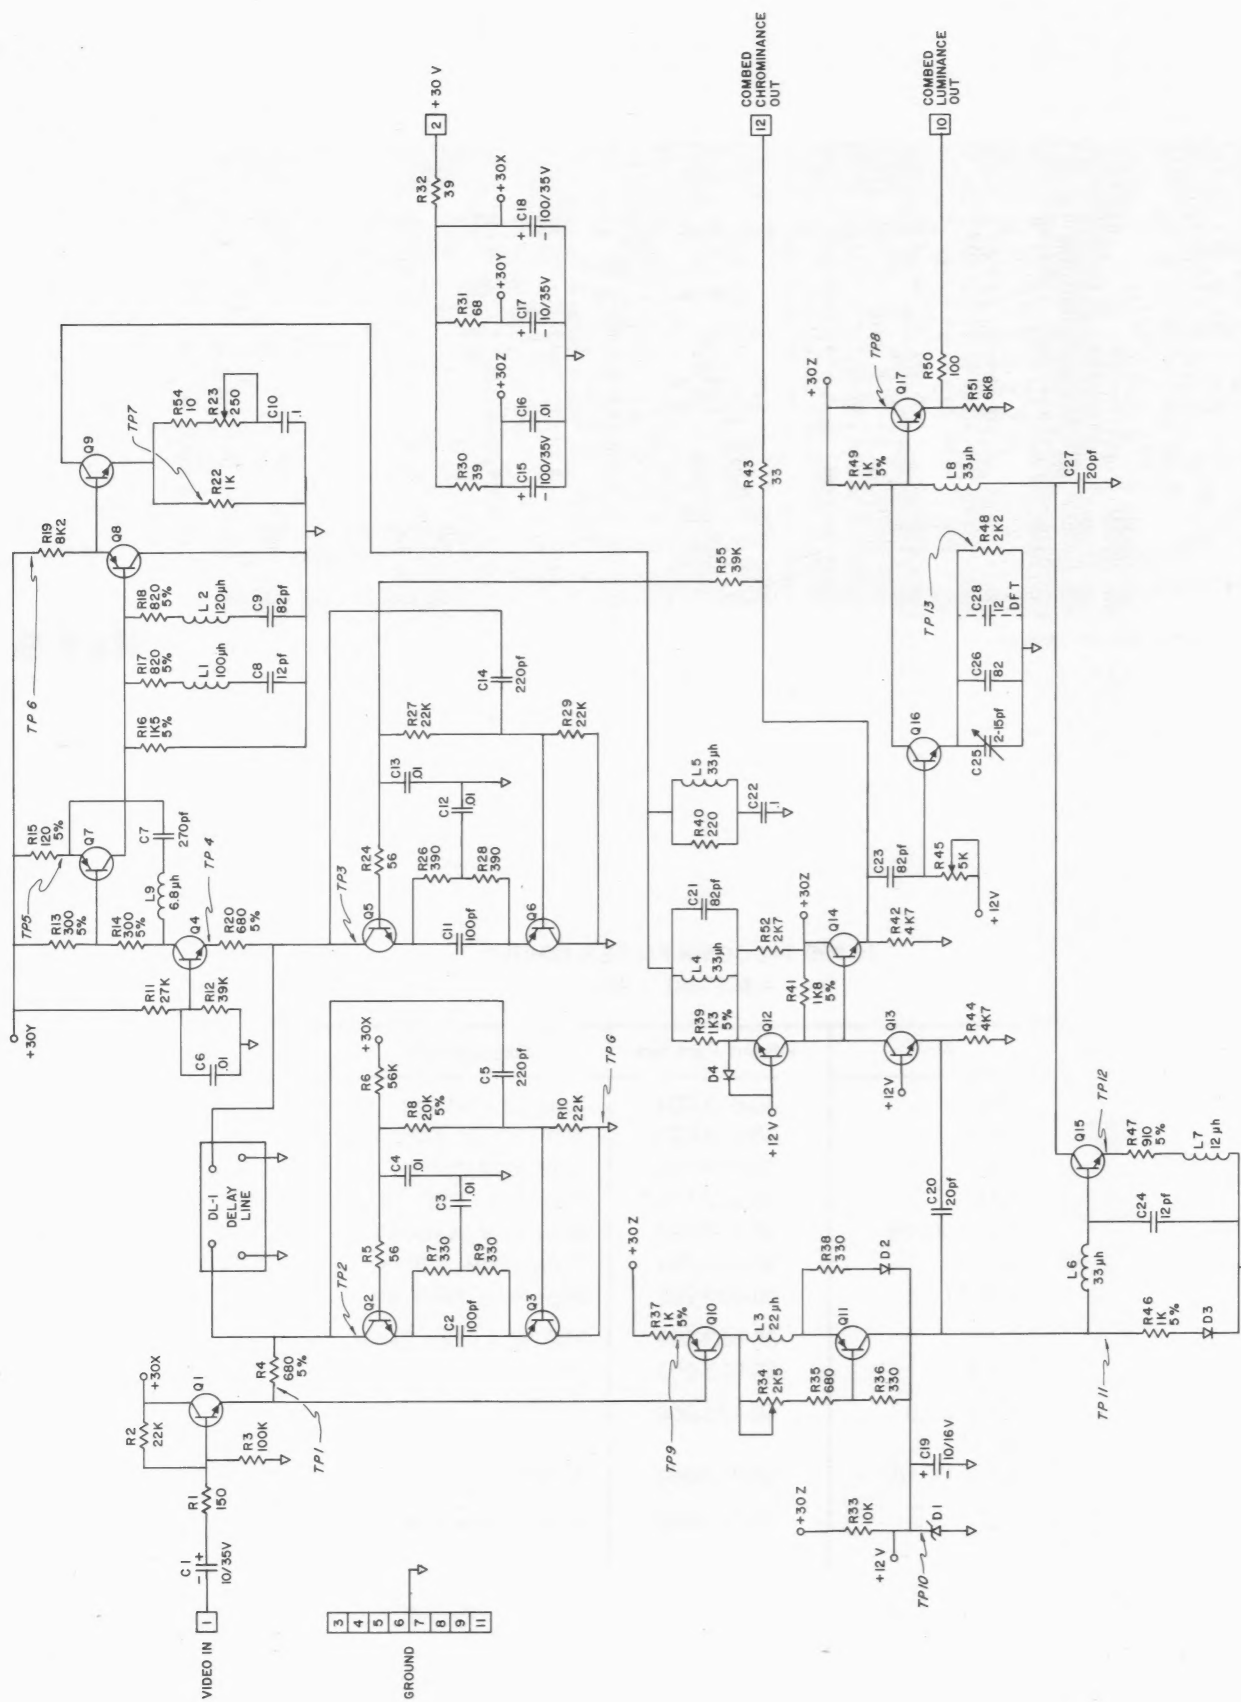 VIDEO IN
1
C1
- +
10/35V
R1
150
R2
22K
R3
100K
+30X
Q1
TP1
R4
680
5%
GROUND
3
4
5
6
7
8
9
11
DL-1
DELAY
LINE
TP2
Q2
R5
56
C4
.01
R6
56K
+30X
R8
20K
5%
C5
220pf
R7
330
C3
.01
R9
330
C2
100pf
Q3
R10
22K
TP G
+30Y
R11
27K
R12
39K
C6
.01
R13
300
5%
R14
300
5%
TP5
R15
120
5%
Q7
C7
270pf
L9
6.8µh
Q4
TP 4
R20
680
5%
R16
1K5
5%
R17
820
5%
L1
100µh
C8
12pf
R18
820
5%
L2
120µh
C9
82pf
TP 6
R19
8K2
Q8
Q9
TP7
R22
1K
R54
10
R23
250
C10
.1
TP3
Q5
R24
56
C13
.01
R27
22K
C14
220pf
R26
390
C12
.01
R28
390
C11
100pf
Q6
R29
22K
R30
39
+30Z
C15
+
-
100/35V
C16
.01
R31
68
+30Y
C17
+
-
10/35V
R32
39
+30X
C18
+
-
100/35V
2
+30 V
+30Z
R33
10K
+12V
TP10
D1
C19
+
-
10/16V
+30Z
R37
1K
5%
TP9
Q10
R34
2K5
L3
22µh
R35
680
Q11
R36
330
R38
330
D2
C20
20pf
TP11
R46
1K
5%
D3
L6
33µh
C24
12pf
Q15
TP12
R47
910
5%
L7
12µh
D4
+12V
R39
1K3
5%
L4
33µh
C21
82pf
Q12
R52
2K7
R41
1K8
5%
+30Z
Q14
R42
4K7
+12V
Q13
R44
4K7
R40
220
L5
33µh
C22
.1
C23
82pf
R45
5K
+12V
R55
39K
R43
33
12
COMBED
CHROMINANCE
OUT
Q16
C25
2-15pf
C26
82
C28
12
DFT
R48
2K2
TP13
+30Z
R49
1K
5%
Q17
TP8
L8
33µh
C27
20pf
R50
100
R51
6K8
10
COMBED
LUMINANCE
OUT